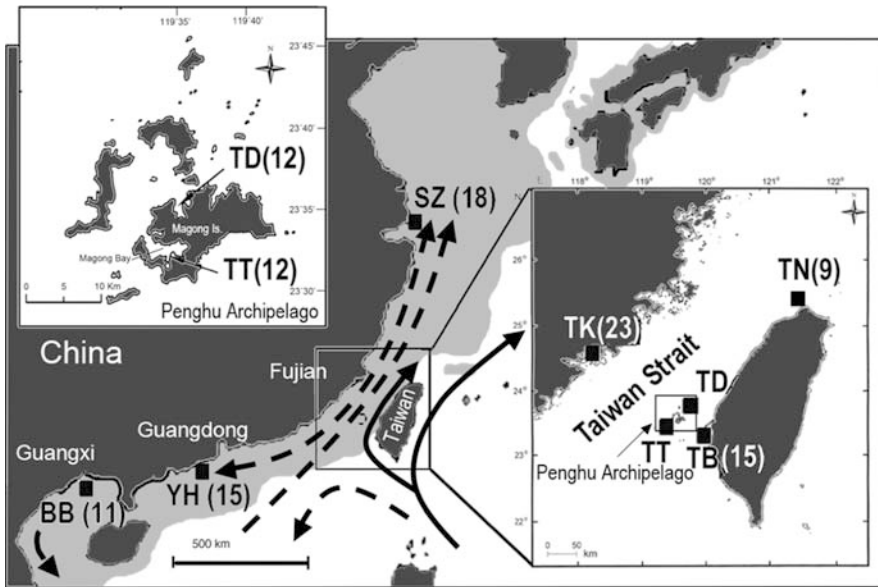 119°35'
119°40'
N
23°45'
23°40'
23°35'
23°30'
TD(12)
Magong Is.
Magong Bay
TT(12)
0 5 10 Km
Penghu Archipelago
China
SZ (18)
Fujian
Taiwan
Guangdong
Guangxi
YH (15)
BB (11)
500 km
118°
119°
120°
121°
122°
N
26°
25°
24°
23°
22°
TN(9)
TK(23)
Taiwan Strait
TD
TT
TB (15)
Penghu Archipelago
0 50
km